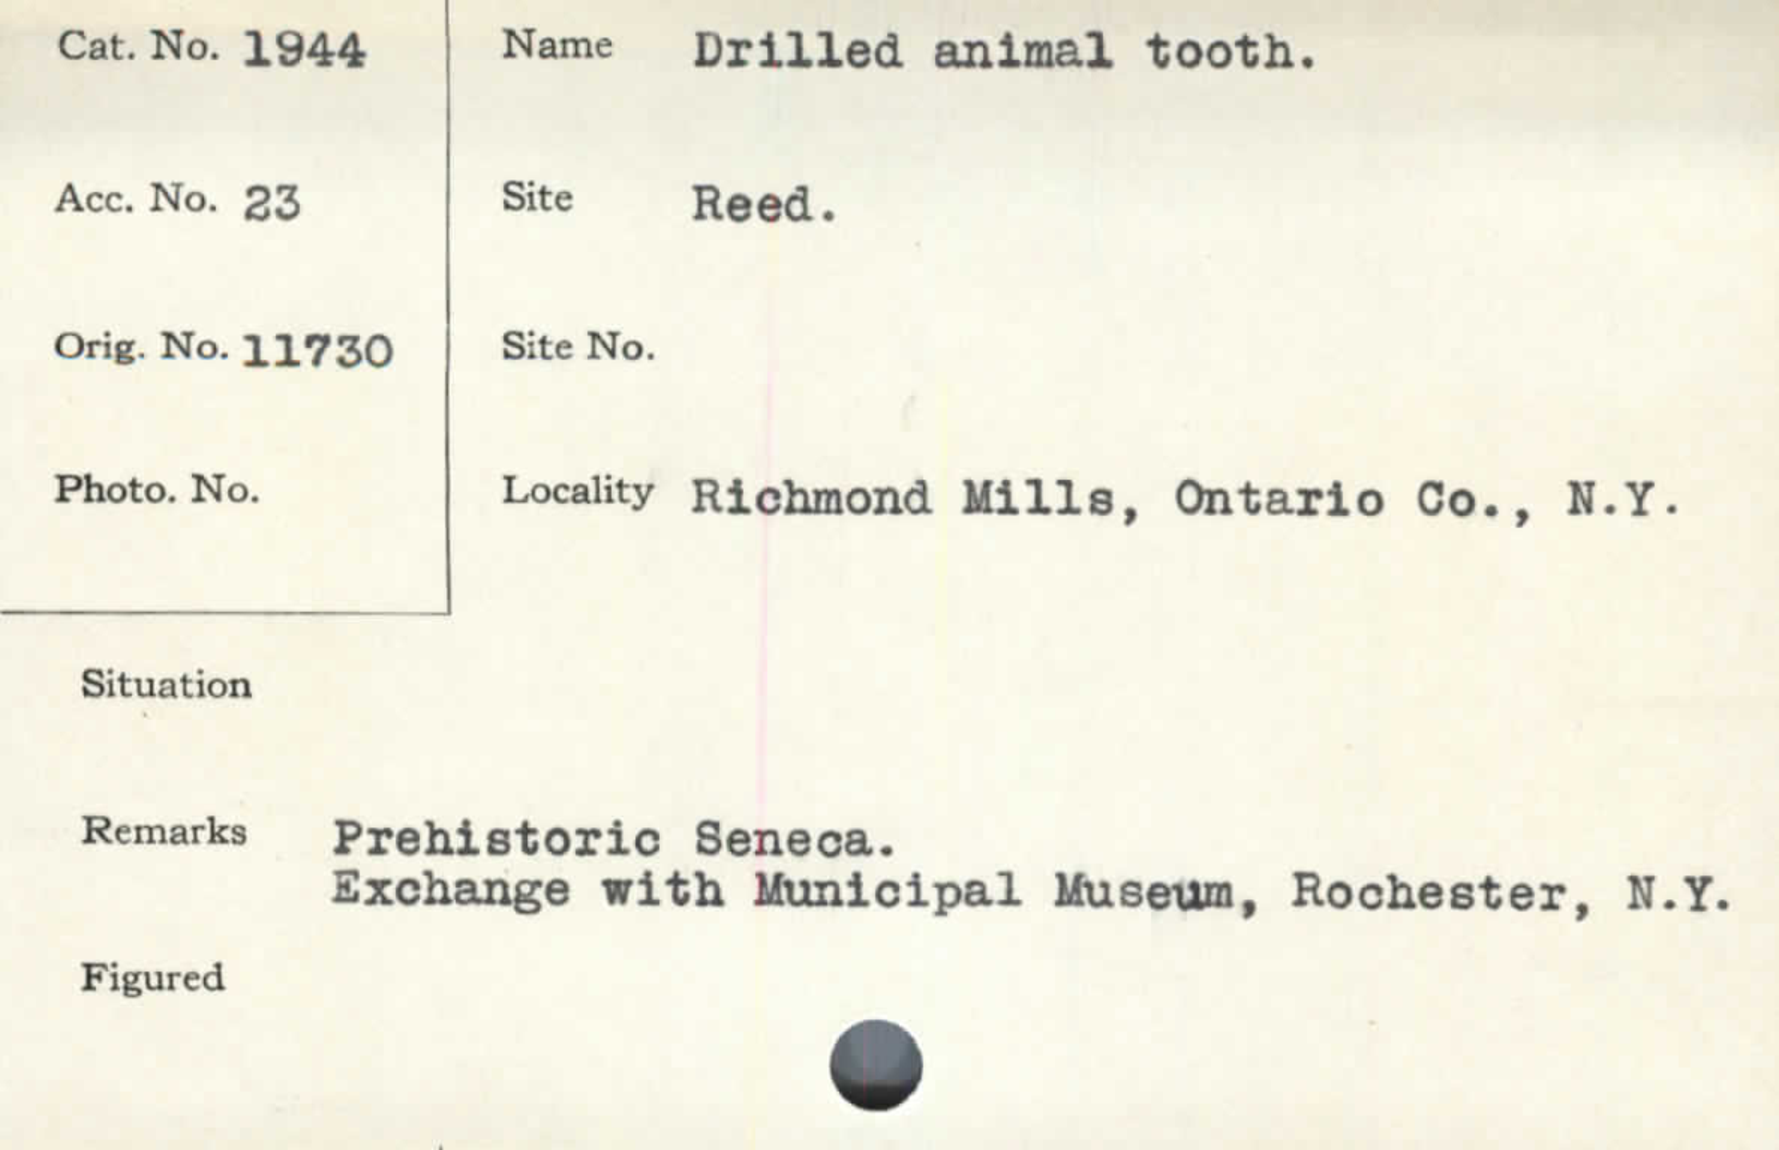 Cat. No. 1944
Name Drilled animal tooth.
Acc. No. 23
Site Reed.
Orig. No. 11730
Site No.
Photo. No.
Locality Richmond Mills, Ontario Co., N.Y.
Situation
Remarks Prehistoric Seneca.
Exchange with Municipal Museum, Rochester, N.Y.
Figured